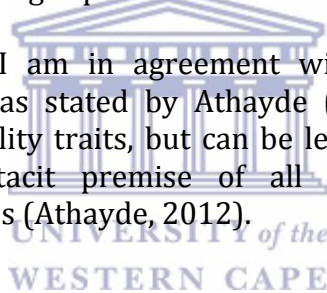 I am in agreement wi
as stated by Athayde (
lity traits, but can be le
tacit premise of all
s (Athayde, 2012).
UNIVERSITY of the
WESTERN CAPE